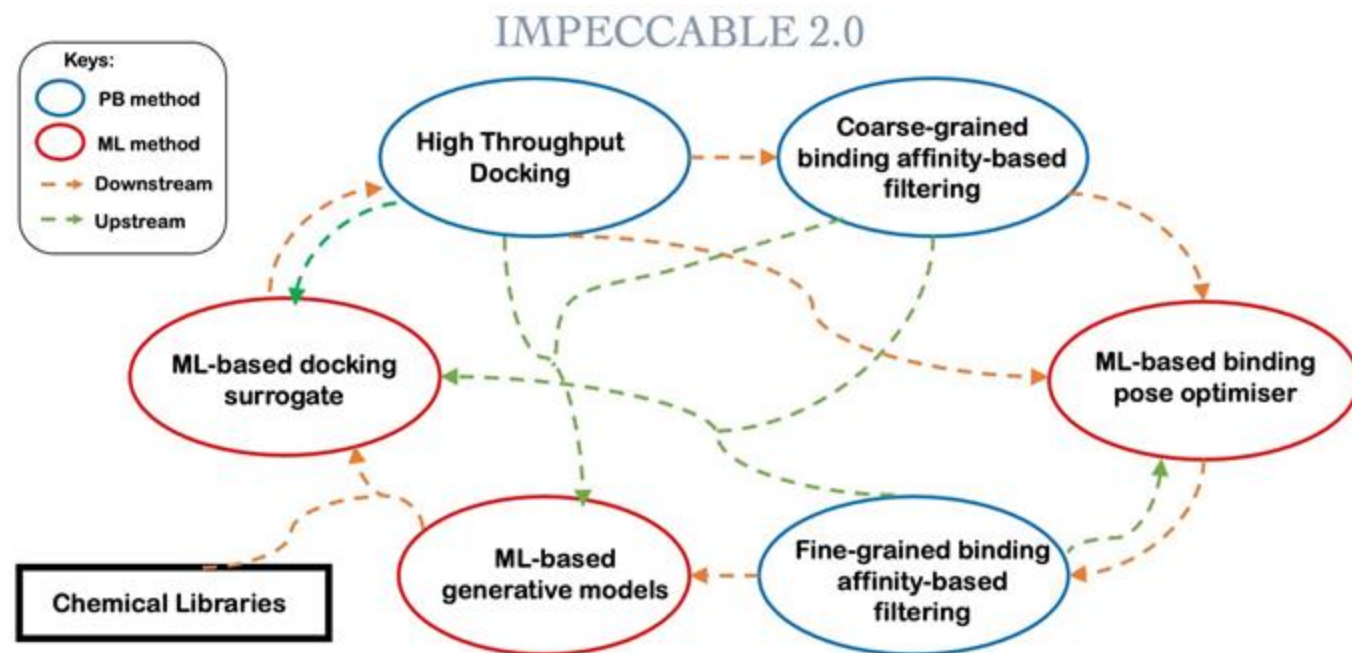 IMPECCABLE 2.0
Keys:
PB method
ML method
Downstream
Upstream
High Throughput
Docking
Coarse-grained
binding affinity-based
filtering
ML-based docking
surrogate
ML-based binding
pose optimiser
Chemical Libraries
ML-based
generative models
Fine-grained binding
affinity-based
filtering